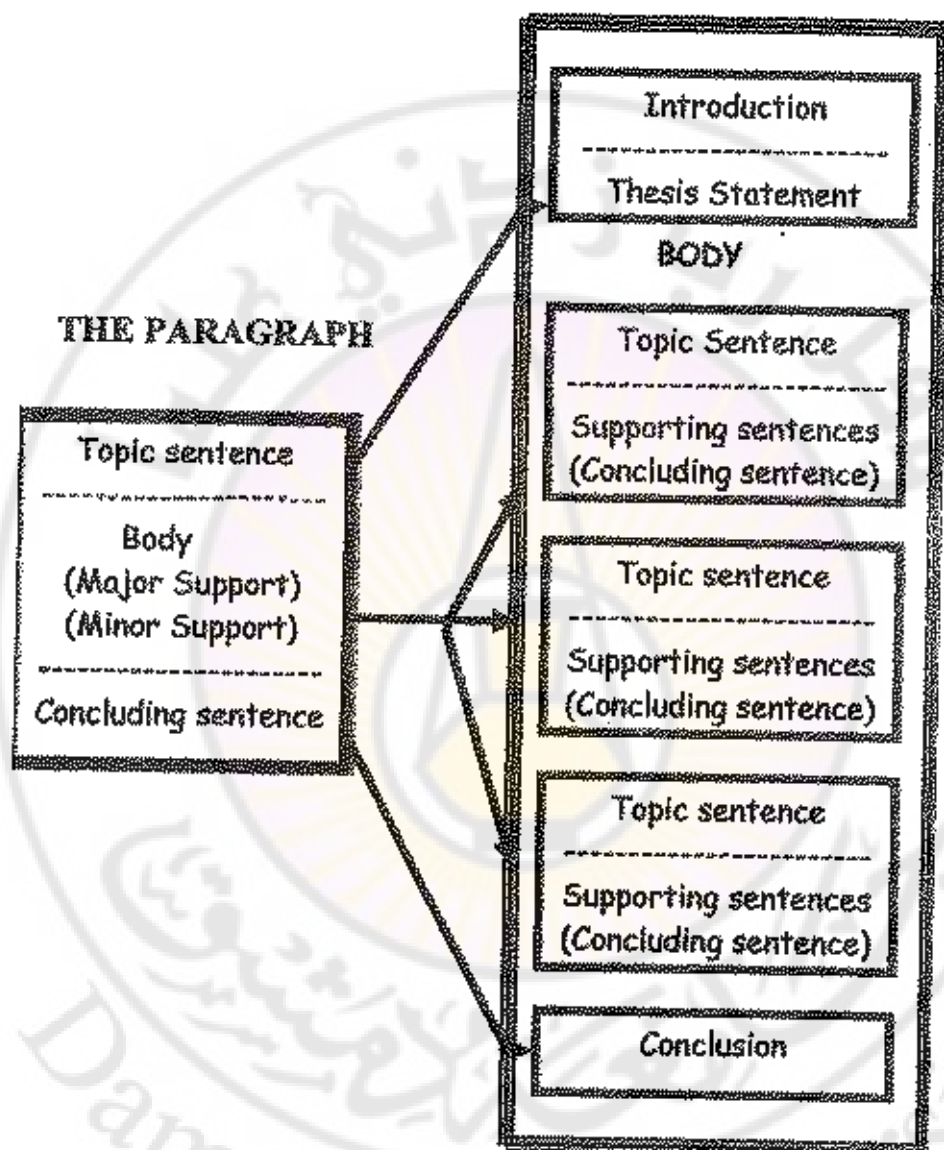 THE PARAGRAPH
Topic sentence
Body
(Major Support)
(Minor Support)
Concluding sentence
Introduction
Thesis Statement
BODY
Topic Sentence
Supporting sentences
(Concluding sentence)
Topic sentence
Supporting sentences
(Concluding sentence)
Topic sentence
Supporting sentences
(Concluding sentence)
Conclusion